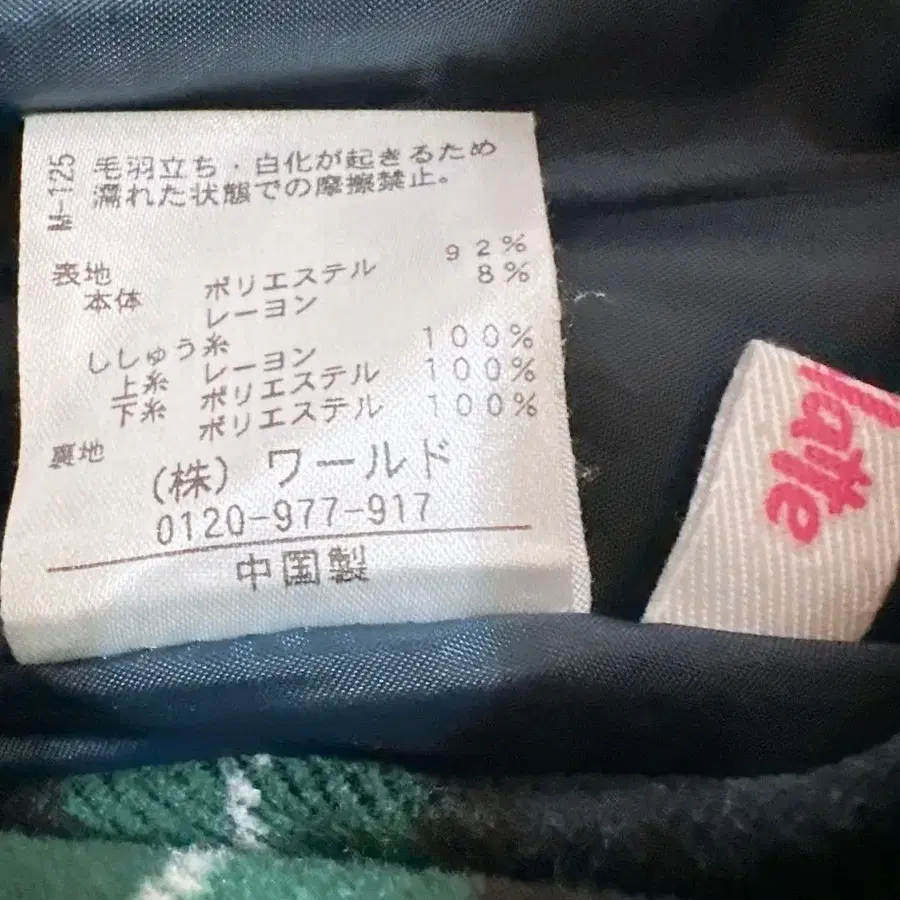 M-125
毛羽立ち・白化が起きるため
濡れた状態での摩擦禁止。
表地
本体 ポリエステル 92%
レーヨン 8%
ししゅう糸
上糸 レーヨン 100%
下糸 ポリエステル 100%
裏地 ポリエステル 100%
(株) ワールド
0120-977-917
中国製
latte